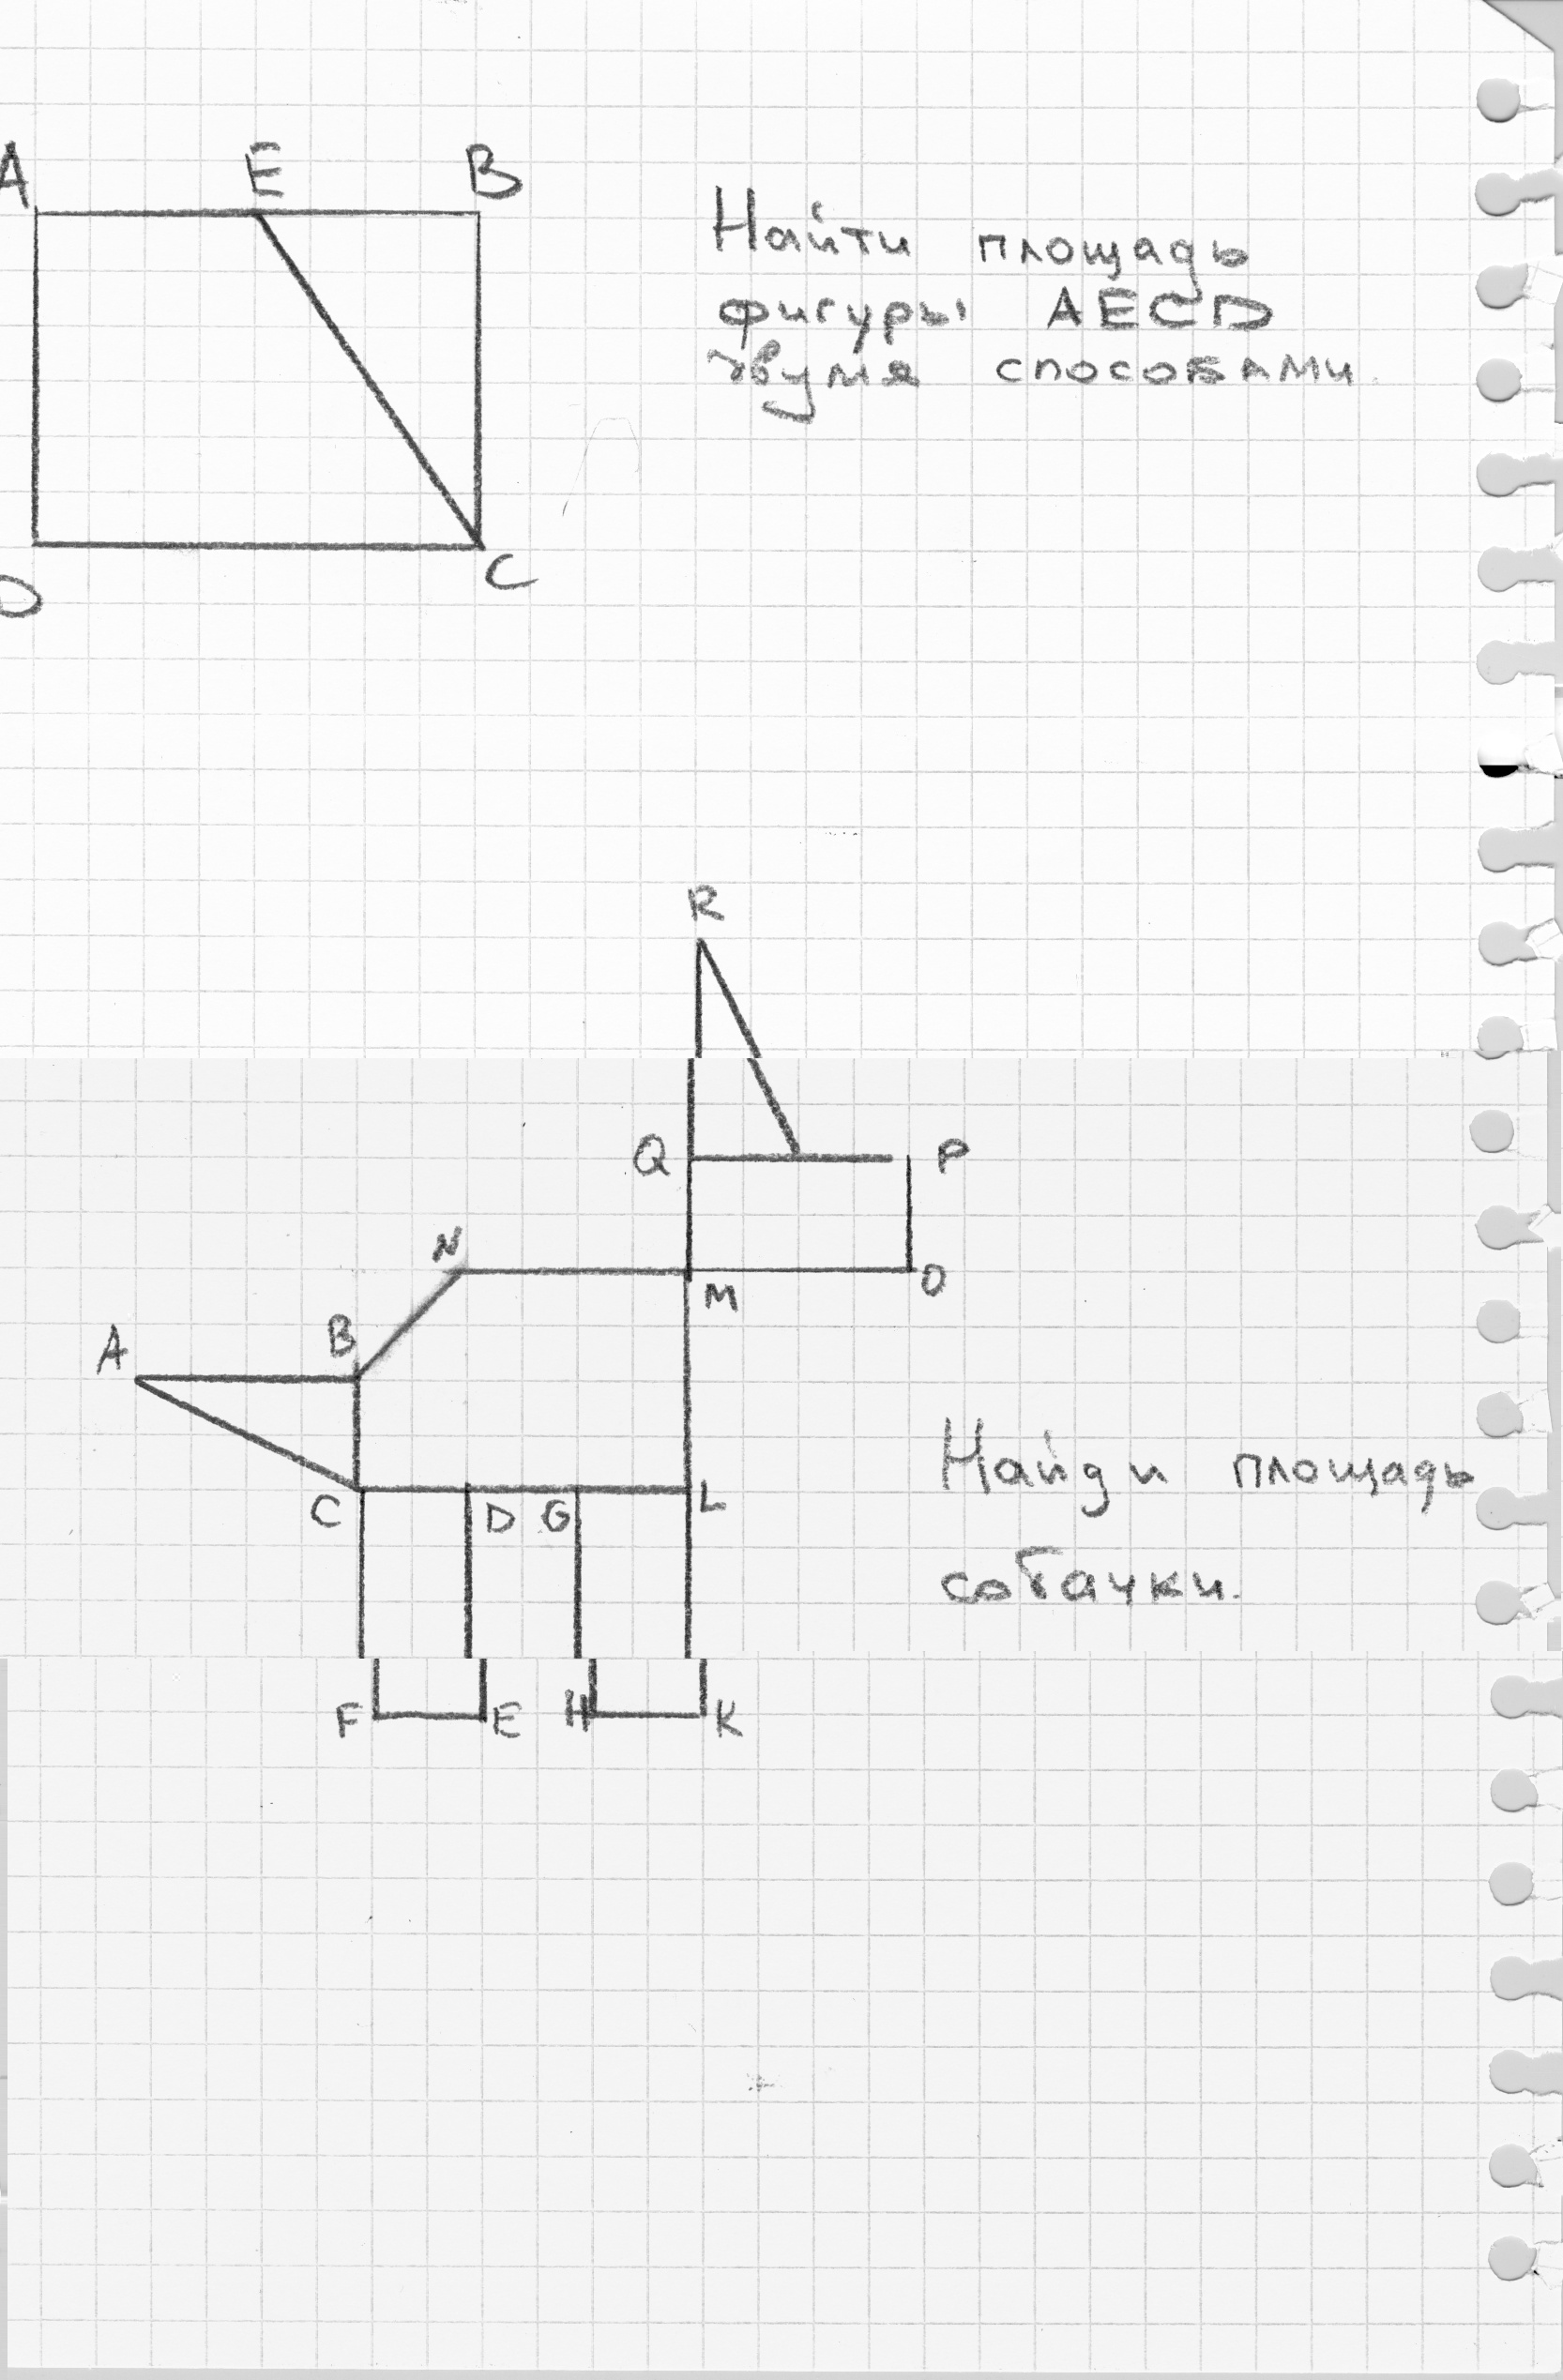 A E B
Найти площадь
фигуры AECD
двумя способами.
D C
R
Q P
N
M O
B
A
Найди площадь
C D G L
собачки.
F E H K